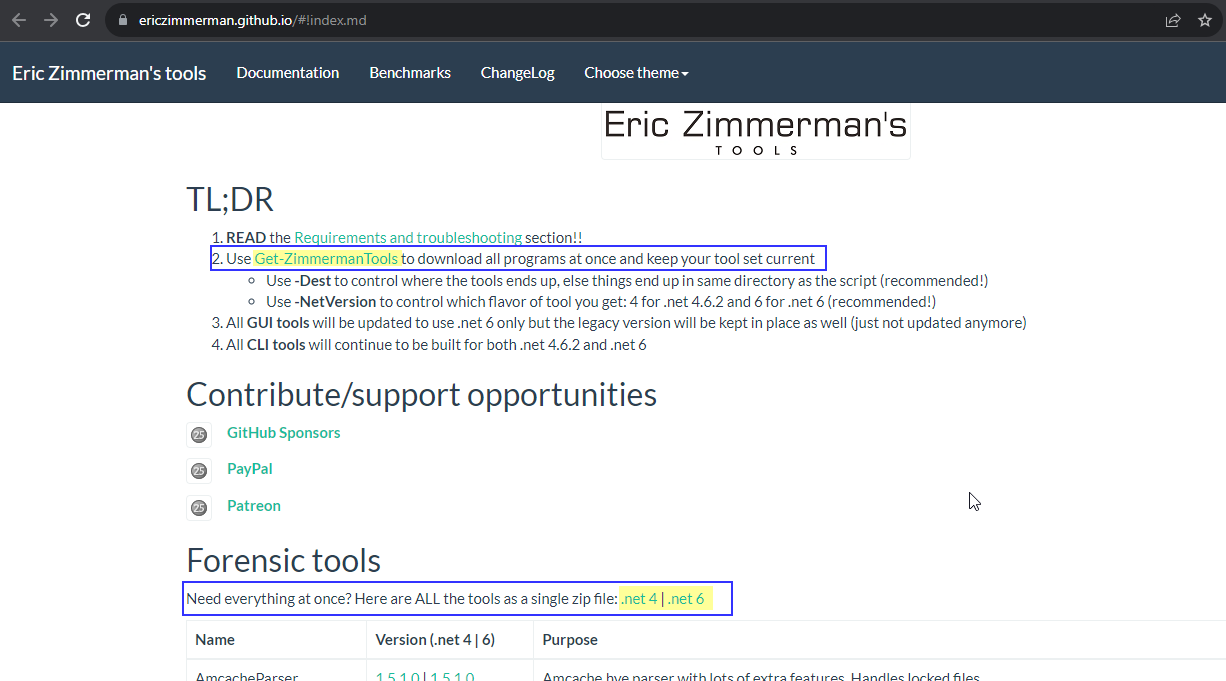 ericzimmerman.github.io/#!index.md
Eric Zimmerman's tools Documentation Benchmarks ChangeLog Choose theme
Eric Zimmerman's
TOOLS
TL;DR
1. READ the Requirements and troubleshooting section!!
2. Use Get-ZimmermanTools to download all programs at once and keep your tool set current
Use -Dest to control where the tools ends up, else things end up in same directory as the script (recommended!)
Use -NetVersion to control which flavor of tool you get: 4 for .net 4.6.2 and 6 for .net 6 (recommended!)
3. All GUI tools will be updated to use .net 6 only but the legacy version will be kept in place as well (just not updated anymore)
4. All CLI tools will continue to be built for both .net 4.6.2 and .net 6
Contribute/support opportunities
25 GitHub Sponsors
25 PayPal
25 Patreon
Forensic tools
Need everything at once? Here are ALL the tools as a single zip file: .net 4 | .net 6
Name Version (.net 4 | 6) Purpose
AmcacheParser 1.5.1.0 | 1.5.1.0 Amcache.hve parser with lots of extra features. Handles locked files